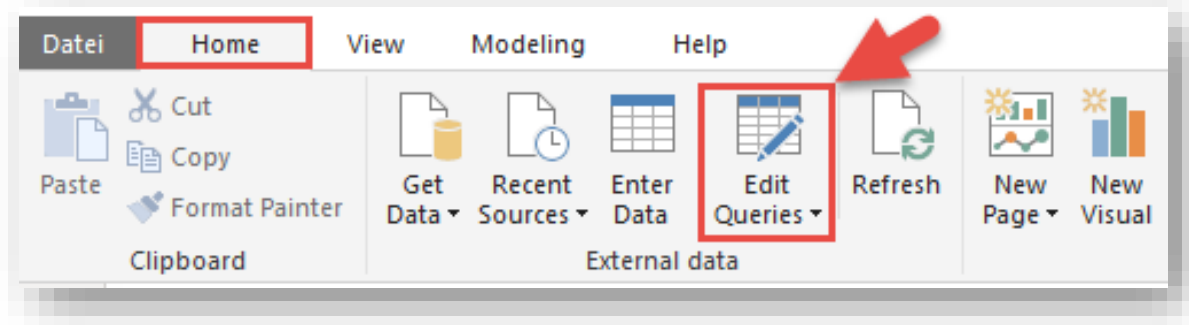 Datei Home View Modeling Help
Cut
Copy
Format Painter
Paste
Clipboard
Get
Data
Recent
Sources
Enter
Data
Edit
Queries
Refresh
External data
New
Page
New
Visual